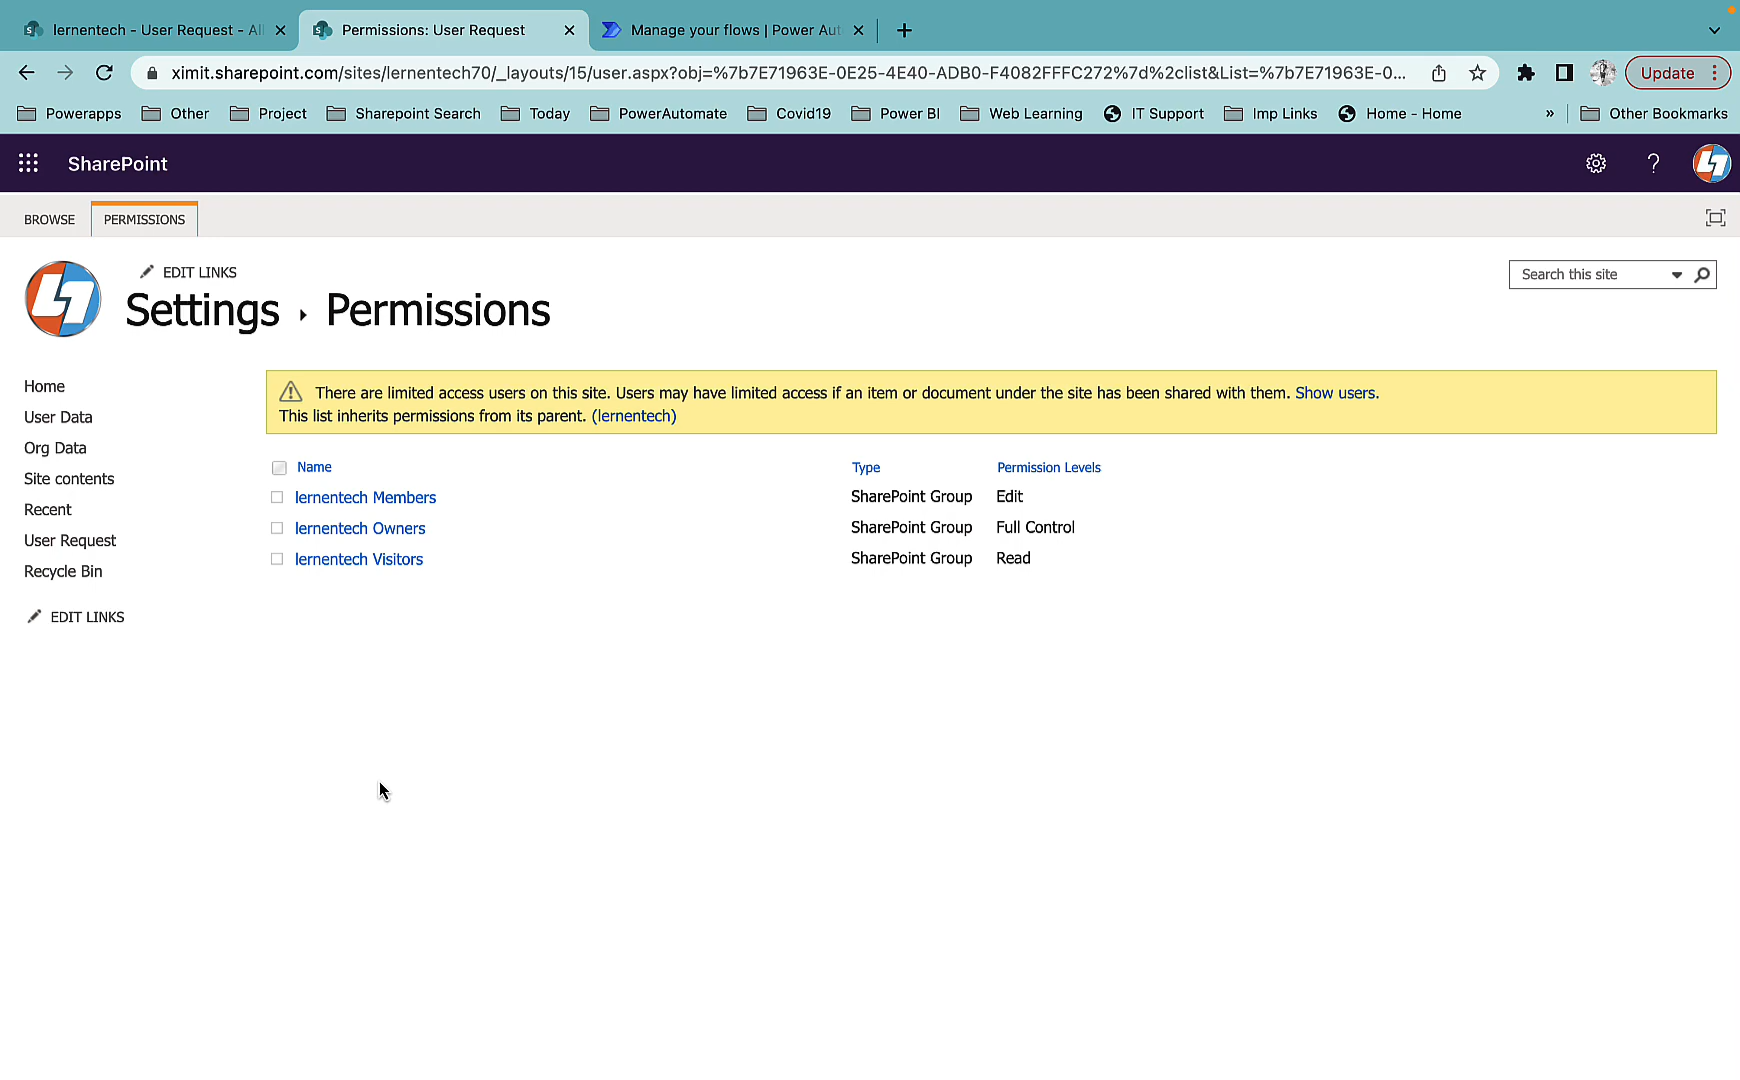 lernentech - User Request - Al
Permissions: User Request
Manage your flows | Power Aut
ximit.sharepoint.com/sites/lernentech70/_layouts/15/user.aspx?obj=%7b7E71963E-0E25-4E40-ADB0-F4082FFFC272%7d%2clist&List=%7b7E71963E-0...
Update
Powerapps Other Project Sharepoint Search Today PowerAutomate Covid19 Power BI Web Learning IT Support Imp Links Home - Home » Other Bookmarks
SharePoint
BROWSE PERMISSIONS
EDIT LINKS
Search this site
Settings ▸ Permissions
Home
User Data
Org Data
Site contents
Recent
User Request
Recycle Bin
EDIT LINKS
There are limited access users on this site. Users may have limited access if an item or document under the site has been shared with them. Show users.
This list inherits permissions from its parent. (lernentech)
Name Type Permission Levels
lernentech Members SharePoint Group Edit
lernentech Owners SharePoint Group Full Control
lernentech Visitors SharePoint Group Read